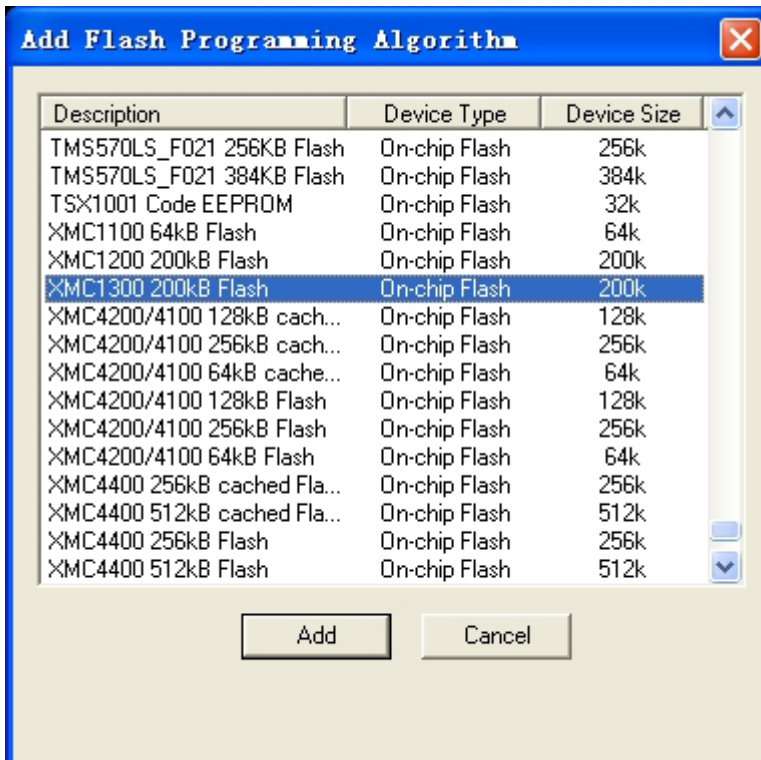 Add Flash Programming Algorithm
Description Device Type Device Size
TMS570LS_F021 256KB Flash On-chip Flash 256k
TMS570LS_F021 384KB Flash On-chip Flash 384k
TSX1001 Code EEPROM On-chip Flash 32k
XMC1100 64kB Flash On-chip Flash 64k
XMC1200 200kB Flash On-chip Flash 200k
XMC1300 200kB Flash On-chip Flash 200k
XMC4200/4100 128kB cach... On-chip Flash 128k
XMC4200/4100 256kB cach... On-chip Flash 256k
XMC4200/4100 64kB cache... On-chip Flash 64k
XMC4200/4100 128kB Flash On-chip Flash 128k
XMC4200/4100 256kB Flash On-chip Flash 256k
XMC4200/4100 64kB Flash On-chip Flash 64k
XMC4400 256kB cached Fla... On-chip Flash 256k
XMC4400 512kB cached Fla... On-chip Flash 512k
XMC4400 256kB Flash On-chip Flash 256k
XMC4400 512kB Flash On-chip Flash 512k
Add Cancel